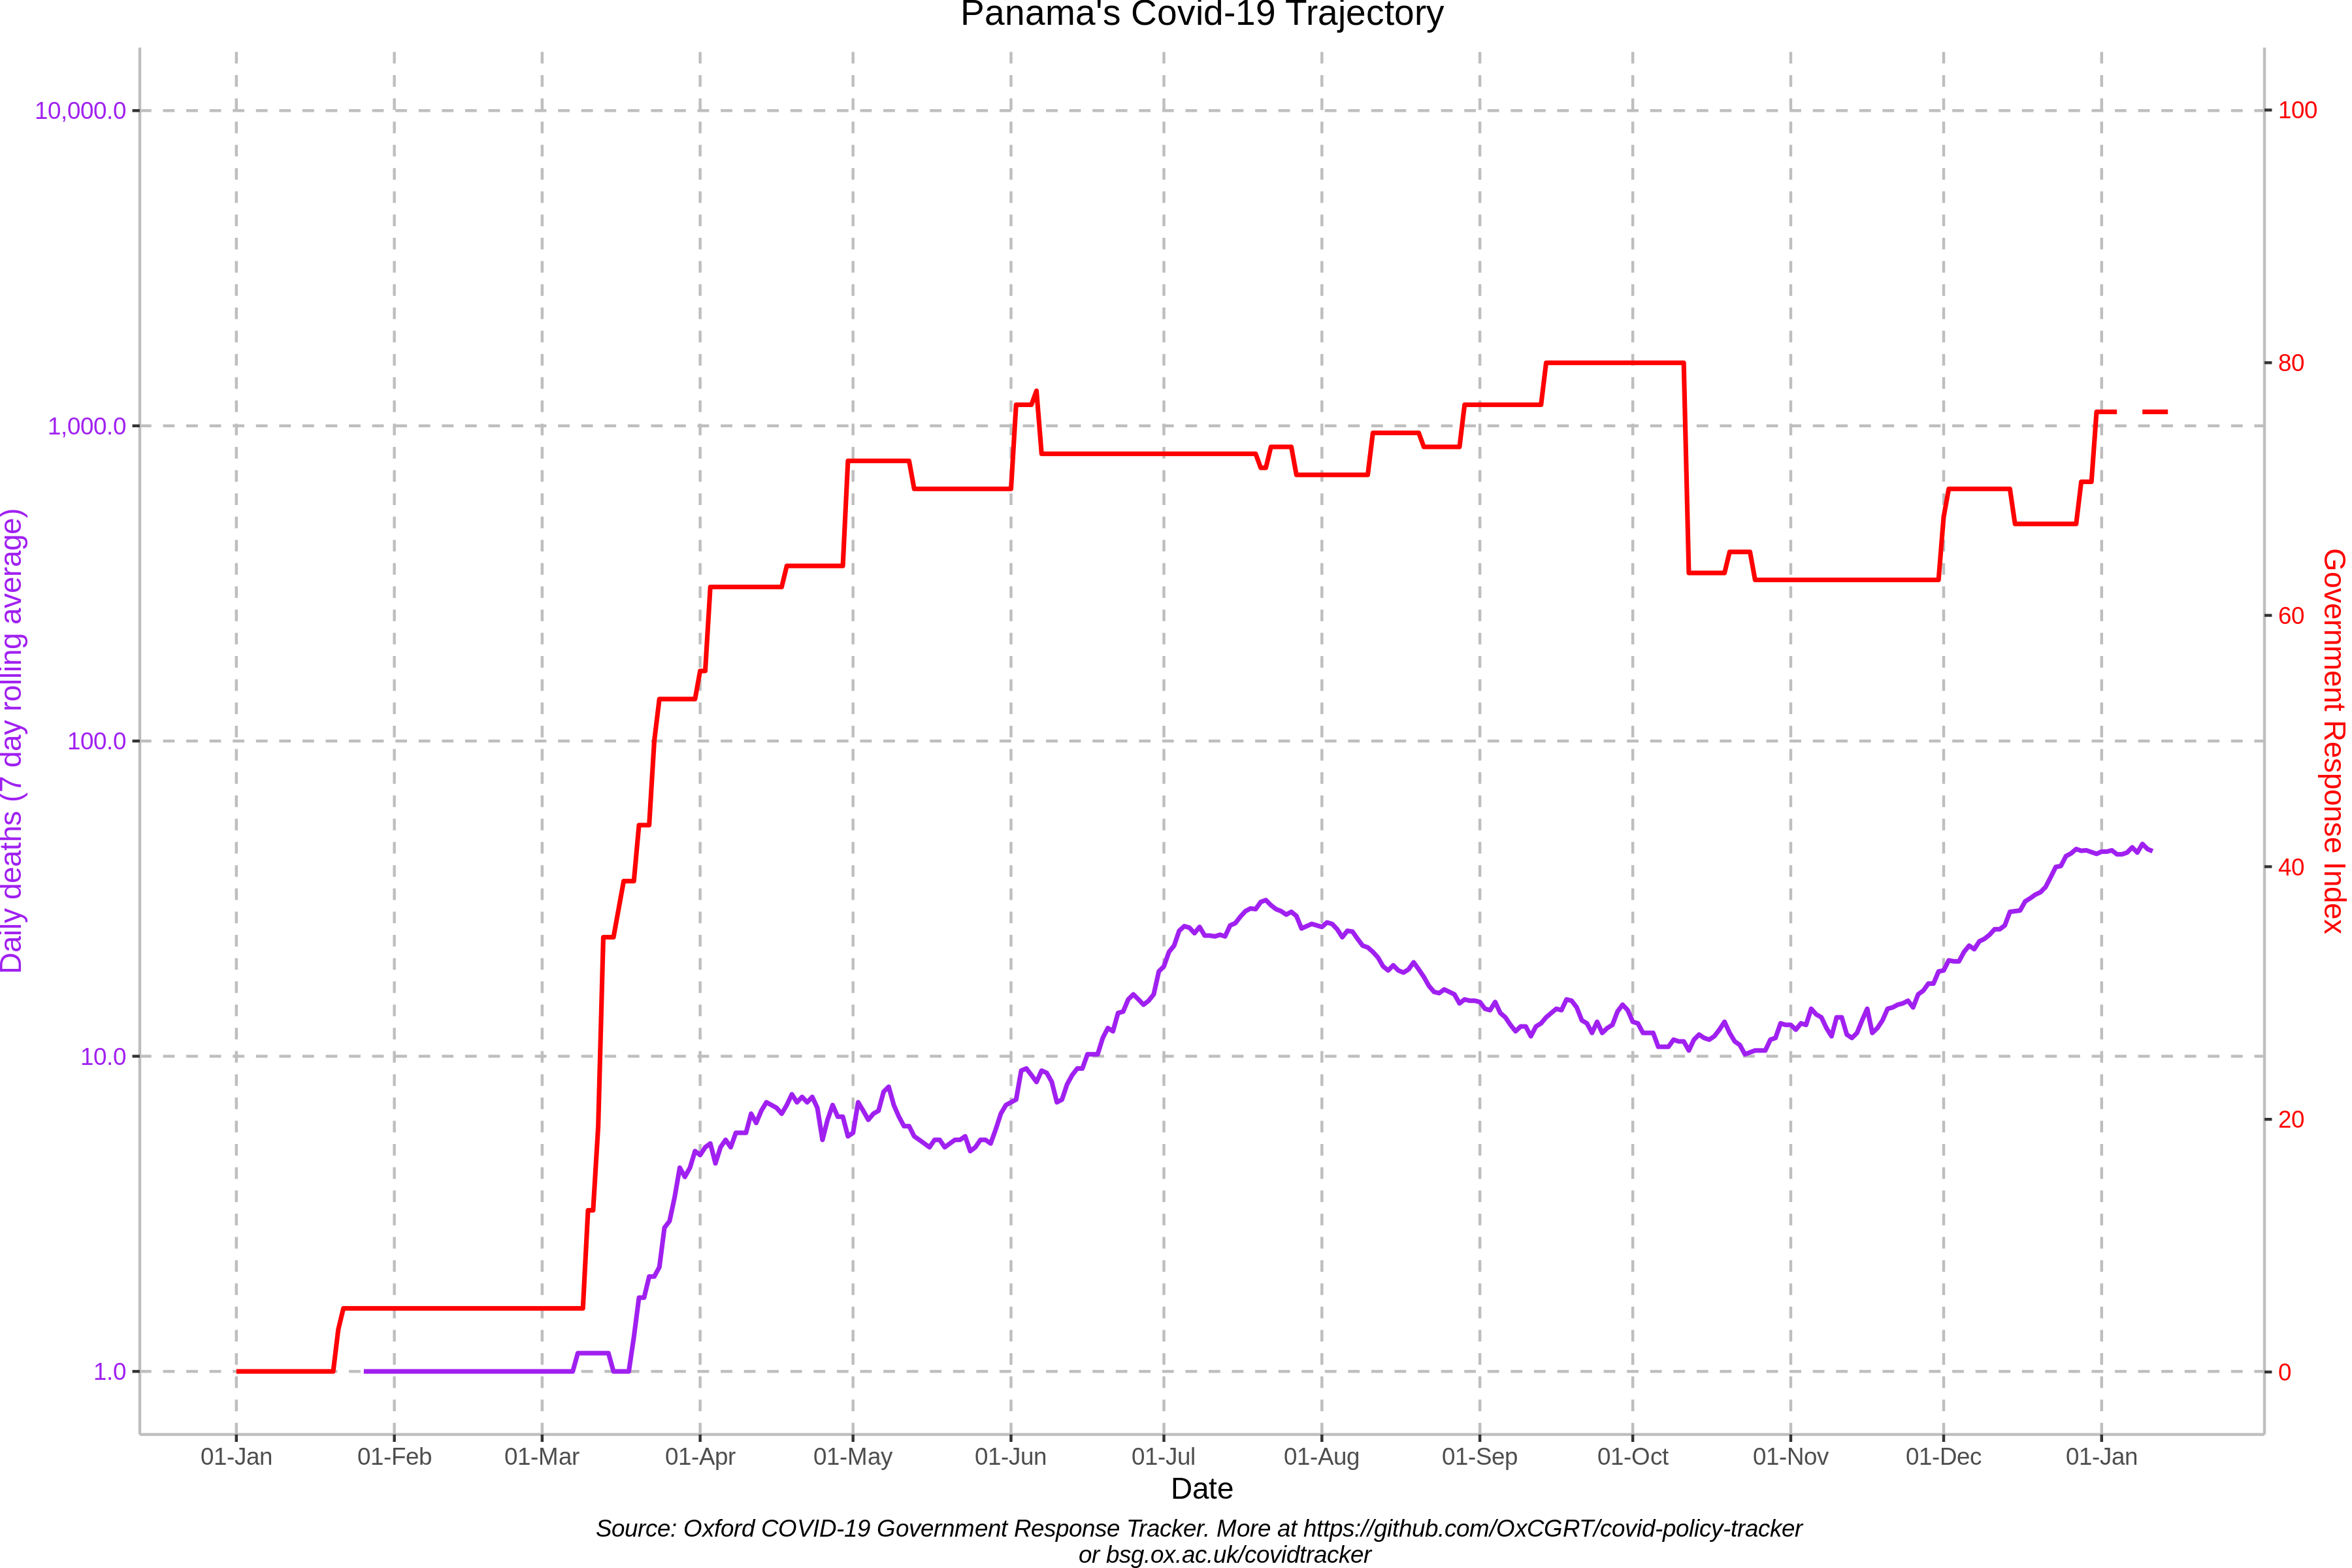 Panama's Covid-19 Trajectory
10,000.0
1,000.0
100.0
10.0
1.0
Daily deaths (7 day rolling average)
100
80
60
40
20
0
Government Response Index
01-Jan 01-Feb 01-Mar 01-Apr 01-May 01-Jun 01-Jul 01-Aug 01-Sep 01-Oct 01-Nov 01-Dec 01-Jan
Date
Source: Oxford COVID-19 Government Response Tracker. More at https://github.com/OxCGRT/covid-policy-tracker
or bsg.ox.ac.uk/covidtracker